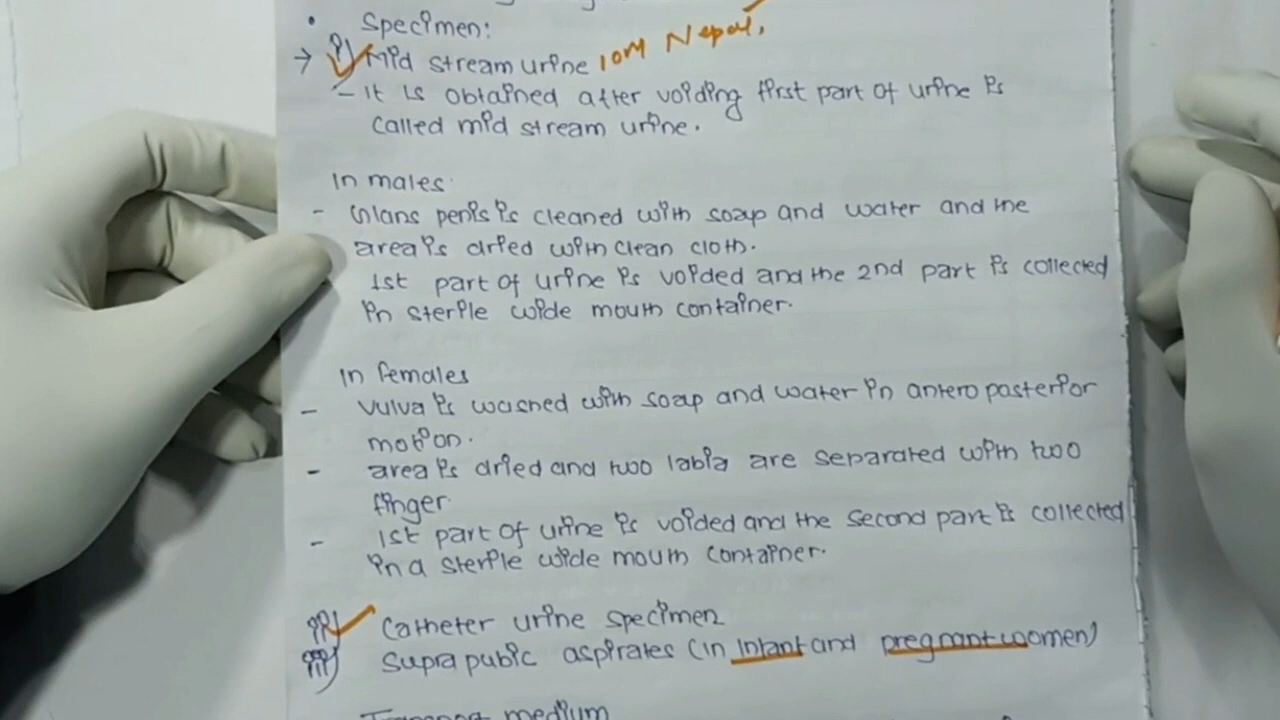 • Specimen:
→ i) Mid stream urine IOM Nepal,
- It is obtained after voiding first part of urine is
called mid stream urine.
In males
- Glans penis is cleaned with soap and water and the
area is dried with clean cloth.
1st part of urine is voided and the 2nd part is collected
in sterile wide mouth container.
In females
- Vulva is washed with soap and water in antero posterior
motion.
- area is dried and two labia are separated with two
finger.
- 1st part of urine is voided and the second part is collected
in a sterile wide mouth container.
ii) Catheter urine specimen
iii) Supra pubic aspirates (in Infant and pregnant women)
Transport medium